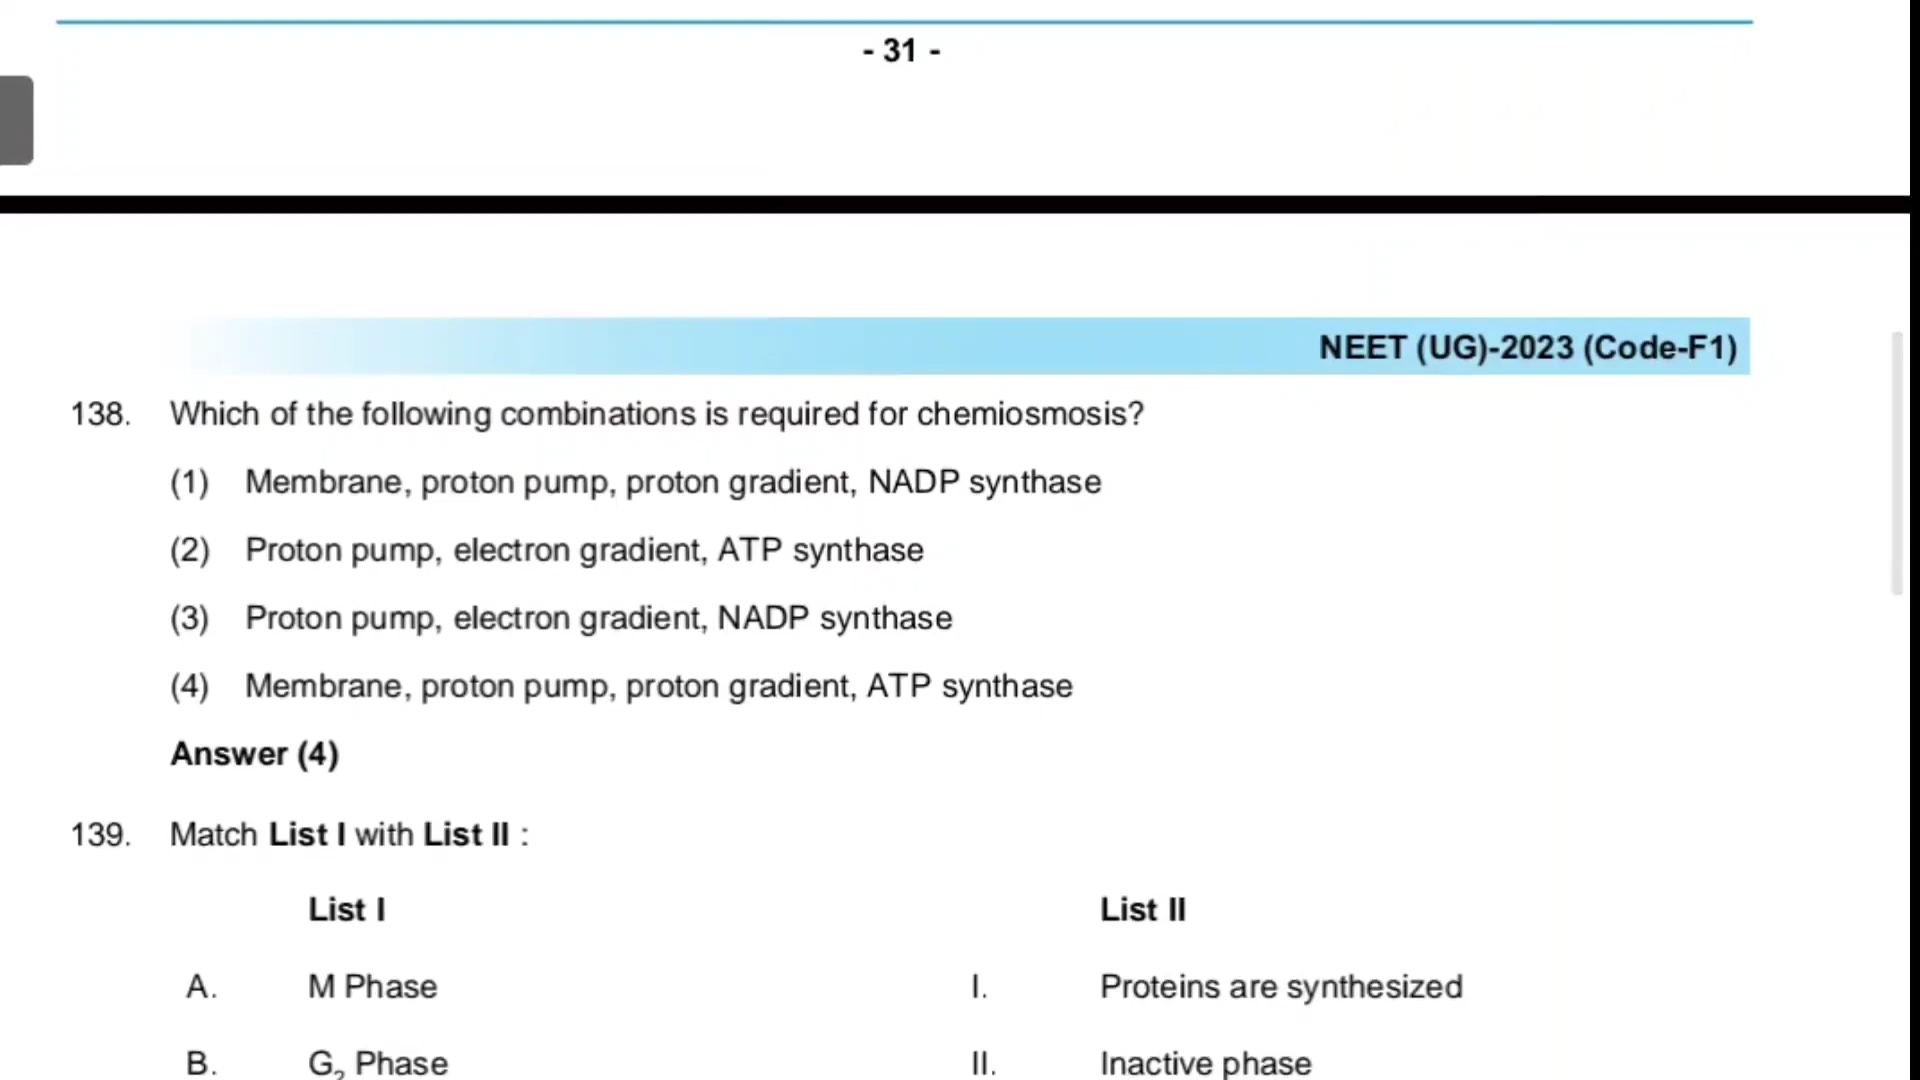 - 31 -
NEET (UG)-2023 (Code-F1)
138. Which of the following combinations is required for chemiosmosis?
(1) Membrane, proton pump, proton gradient, NADP synthase
(2) Proton pump, electron gradient, ATP synthase
(3) Proton pump, electron gradient, NADP synthase
(4) Membrane, proton pump, proton gradient, ATP synthase
Answer (4)
139. Match List I with List II :
List I List II
A. M Phase I. Proteins are synthesized
B. G₂ Phase II. Inactive phase